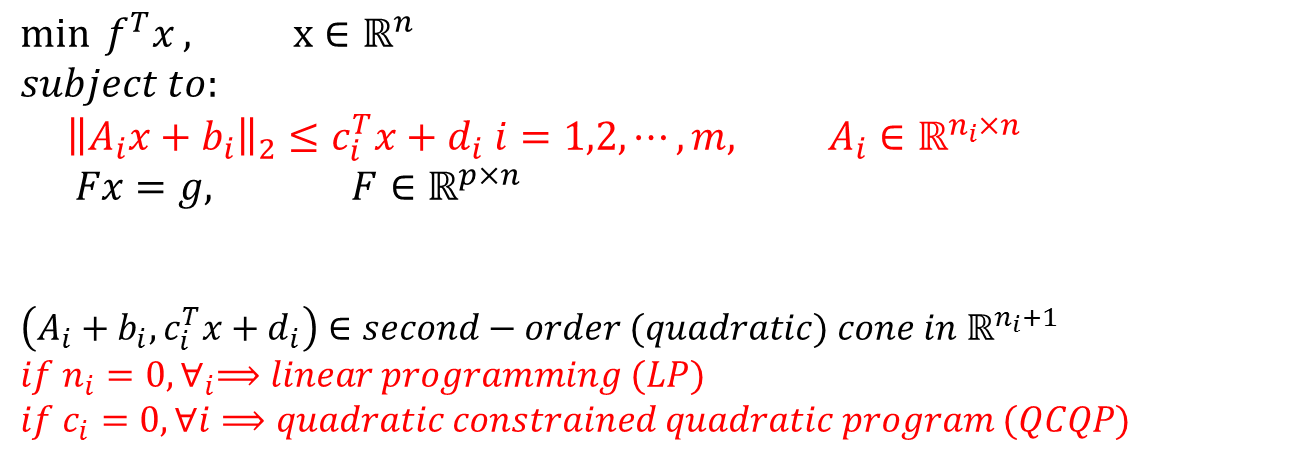 min f^T x ,   x ∈ ℝ^n
subject to:
‖A_i x + b_i‖_2 ≤ c_i^T x + d_i i = 1,2, ⋯ , m,   A_i ∈ ℝ^{n_i×n}
Fx = g,   F ∈ ℝ^{p×n}
(A_i + b_i, c_i^T x + d_i) ∈ second − order (quadratic) cone in ℝ^{n_i+1}
if n_i = 0, ∀_i ⟹ linear programming (LP)
if c_i = 0, ∀i ⟹ quadratic constrained quadratic program (QCQP)